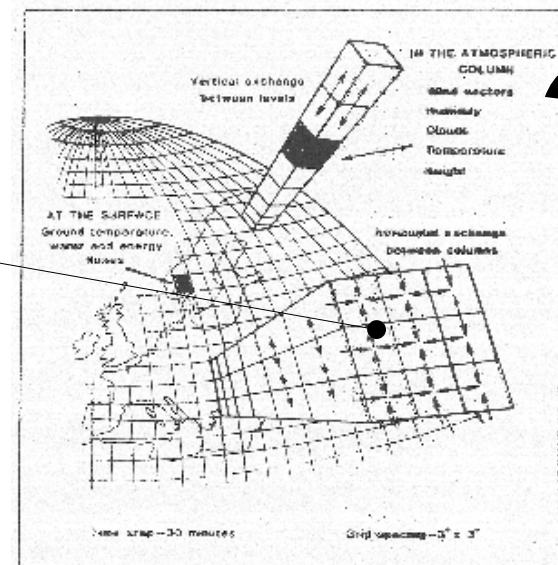 IN THE ATMOSPHERIC
COLUMN
Wind vectors
Humidity
Clouds
Temperature
Height
Vertical exchange
between levels
AT THE SURFACE
Ground temperature,
water and energy
fluxes
Horizontal exchange
between columns
Time step - 30 minutes
Grid spacing - 3° x 3°